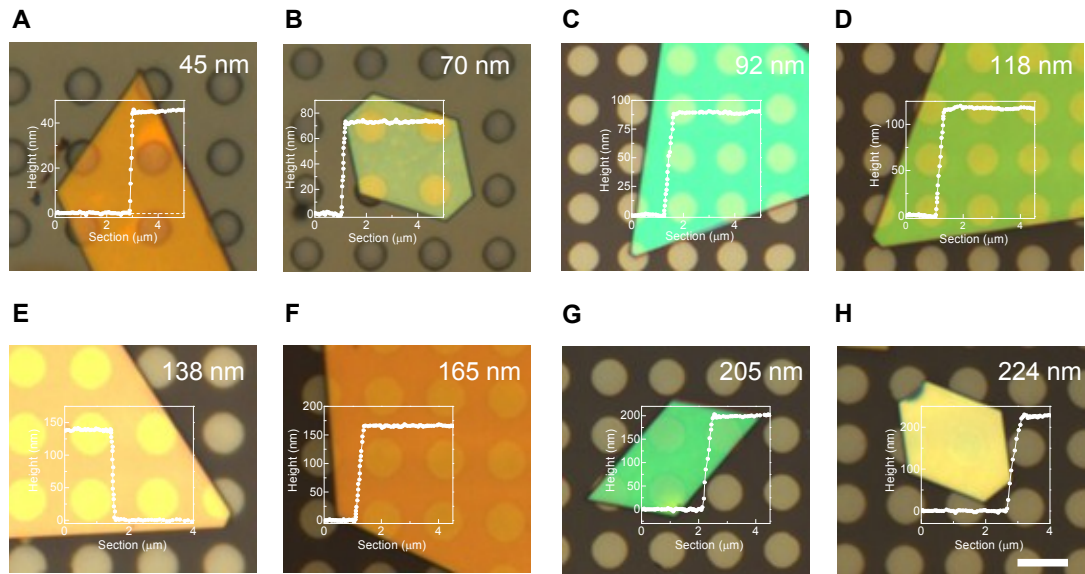 A
B
C
D
45 nm
70 nm
92 nm
118 nm
Height (nm)
40
20
0
0
2
4
Section (μm)
Height (nm)
80
60
40
20
0
0
2
4
Section (μm)
Height (nm)
100
75
50
25
0
0
2
4
Section (μm)
Height (nm)
100
50
0
0
2
4
Section (μm)
E
F
G
H
138 nm
165 nm
205 nm
224 nm
Height (nm)
150
100
50
0
0
2
4
Section (μm)
Height (nm)
200
150
100
50
0
0
2
4
Section (μm)
Height (nm)
200
150
100
50
0
0
2
4
Section (μm)
Height (nm)
200
100
0
0
1
2
3
4
Section (μm)